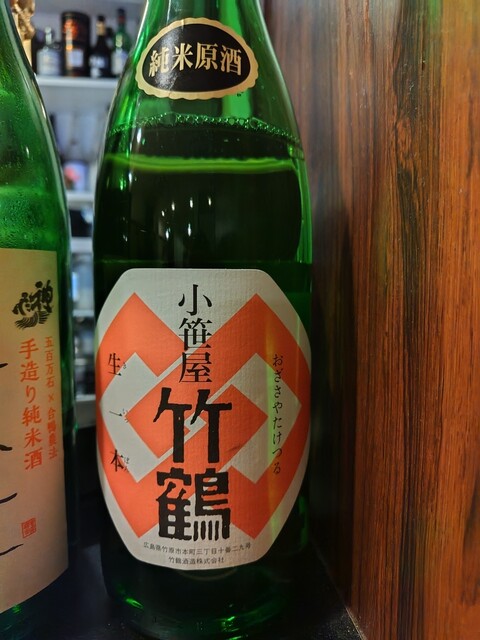 純米原酒
小笹屋
竹鶴
おざさやたけつる
生一本
広島県竹原市本町三丁目十番二九号
竹鶴酒造株式会社
五百万石×合鴨農法
手造り純米酒